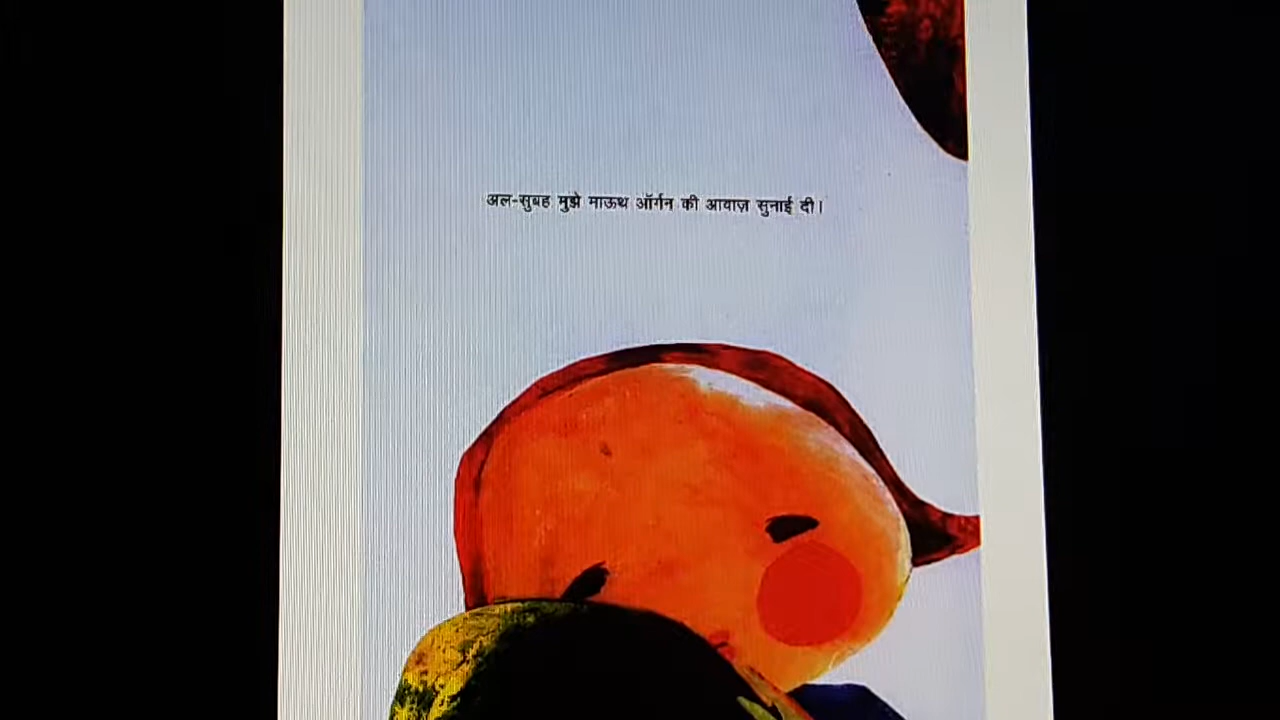 अल-सुबह मुझे माऊथ ऑर्गन की आवाज़ सुनाई दी।